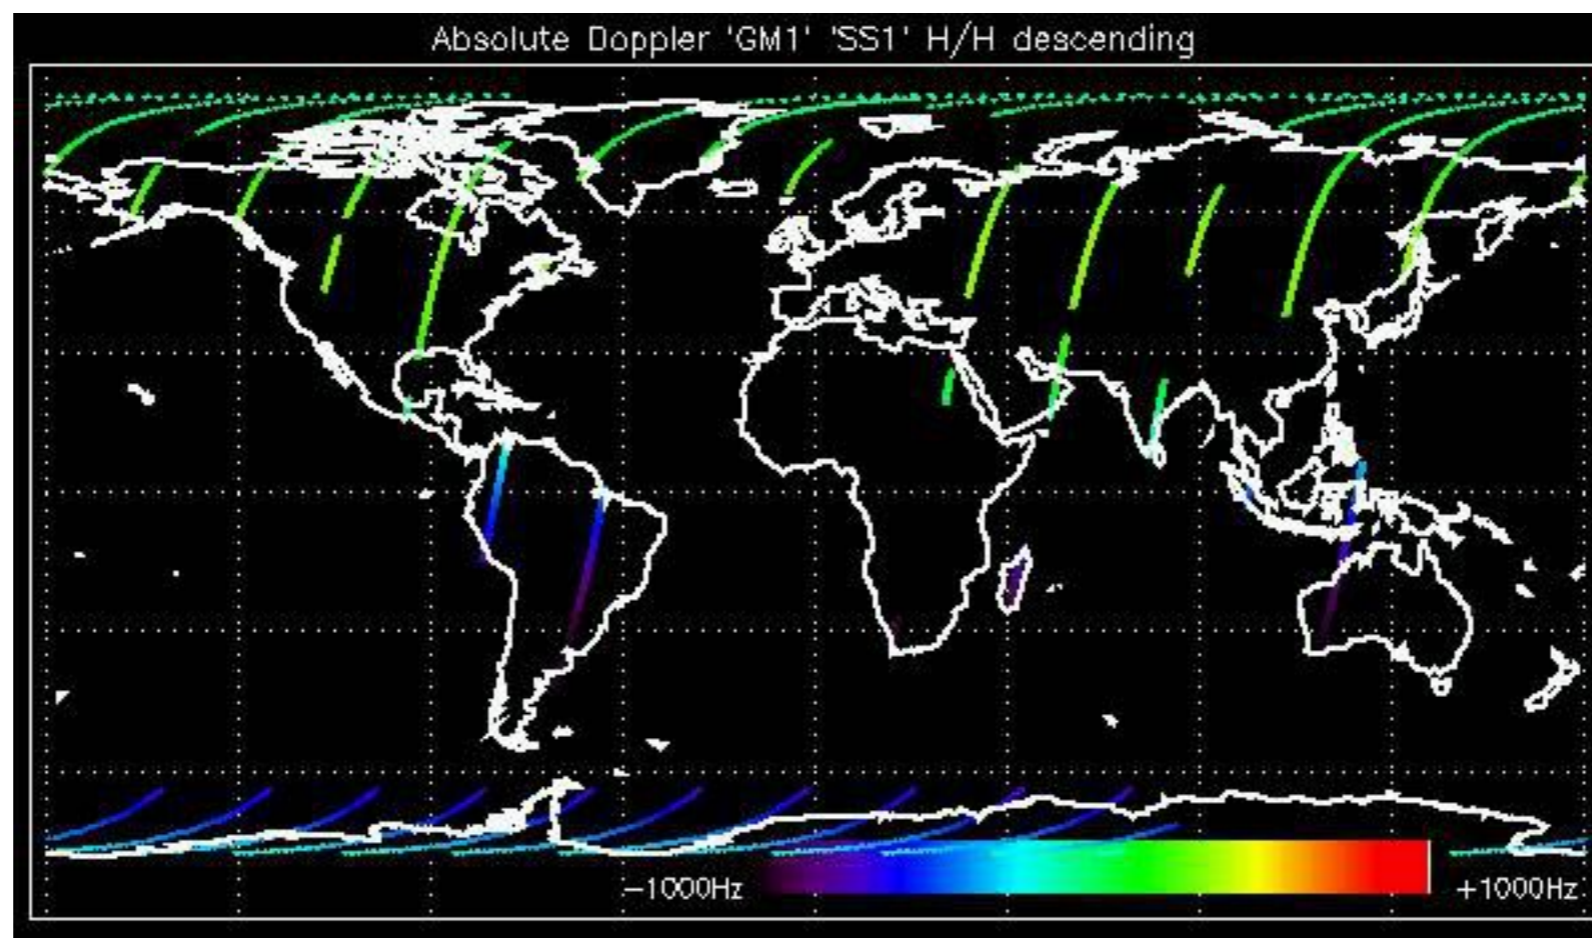 Absolute Doppler 'GM1' 'SS1' H/H descending
−1000Hz +1000Hz